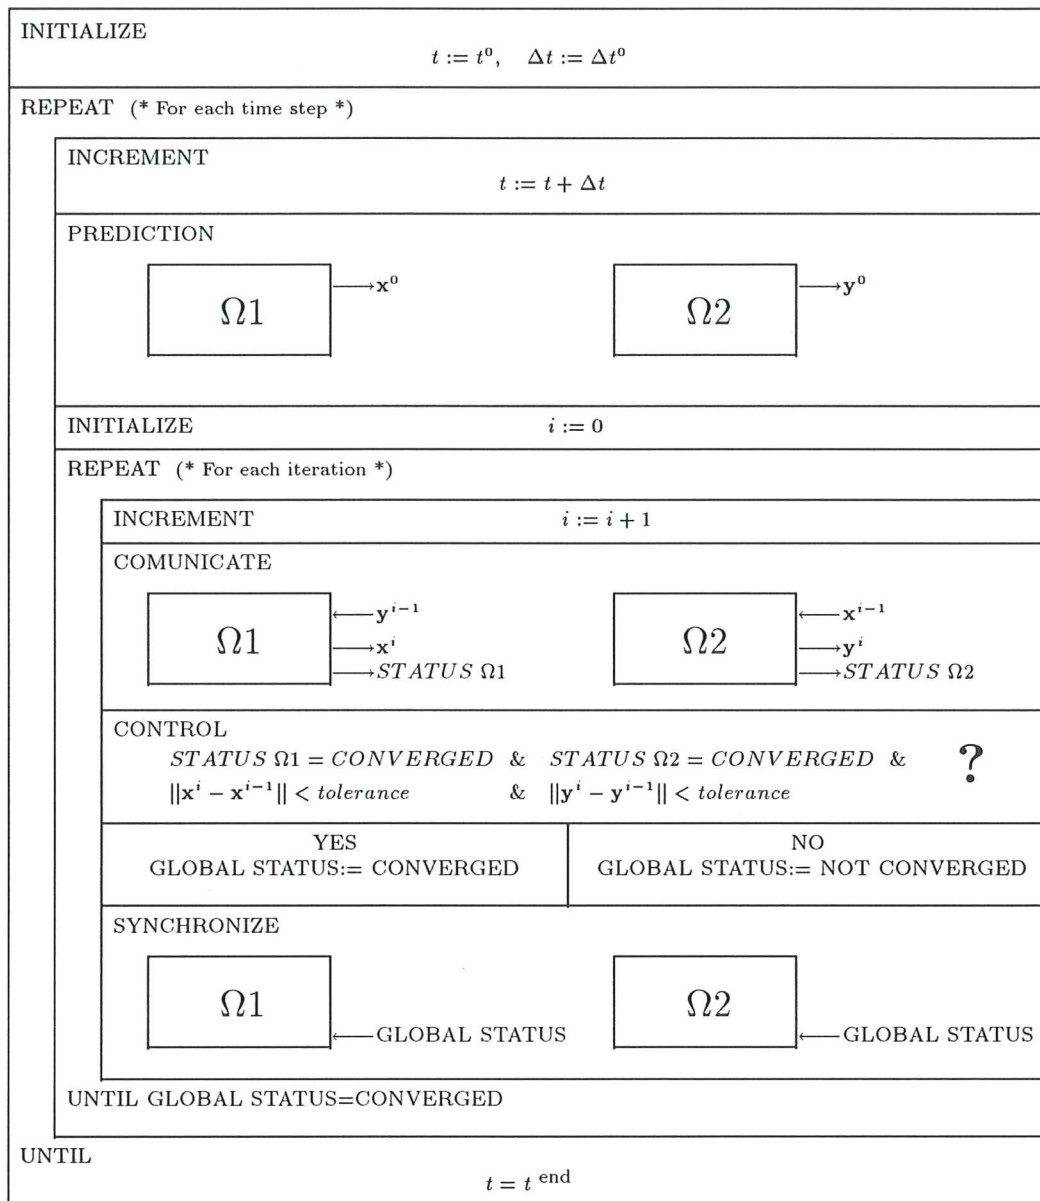 INITIALIZE
t := t⁰, Δt := Δt⁰
REPEAT (* For each time step *)
INCREMENT
t := t + Δt
PREDICTION
Ω1 → x⁰ Ω2 → y⁰
INITIALIZE i := 0
REPEAT (* For each iteration *)
INCREMENT i := i + 1
COMUNICATE
← yⁱ⁻¹ ← xⁱ⁻¹
Ω1 → xⁱ Ω2 → yⁱ
→ STATUS Ω1 → STATUS Ω2
CONTROL
STATUS Ω1 = CONVERGED & STATUS Ω2 = CONVERGED & ?
||xⁱ − xⁱ⁻¹|| < tolerance & ||yⁱ − yⁱ⁻¹|| < tolerance
YES NO
GLOBAL STATUS:= CONVERGED GLOBAL STATUS:= NOT CONVERGED
SYNCHRONIZE
Ω1 Ω2
← GLOBAL STATUS ← GLOBAL STATUS
UNTIL GLOBAL STATUS=CONVERGED
UNTIL
t = t end